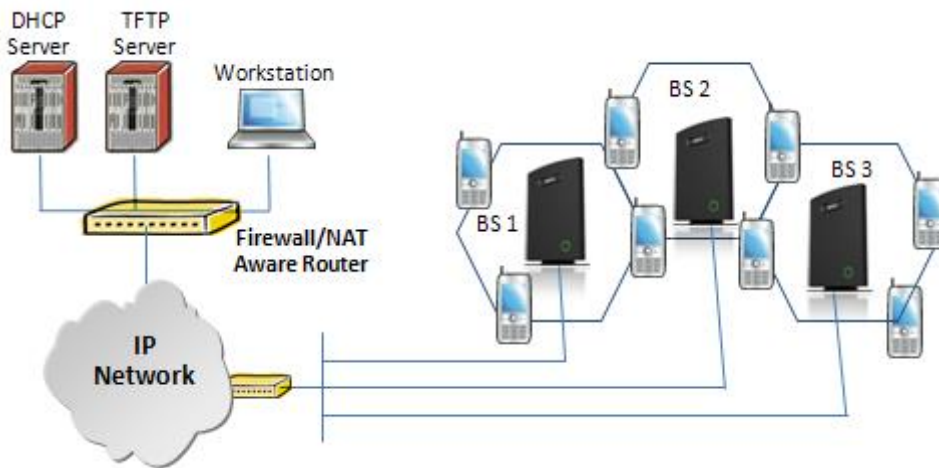 DHCP
Server
TFTP
Server
Workstation
Firewall/NAT
Aware Router
IP
Network
BS 1
BS 2
BS 3